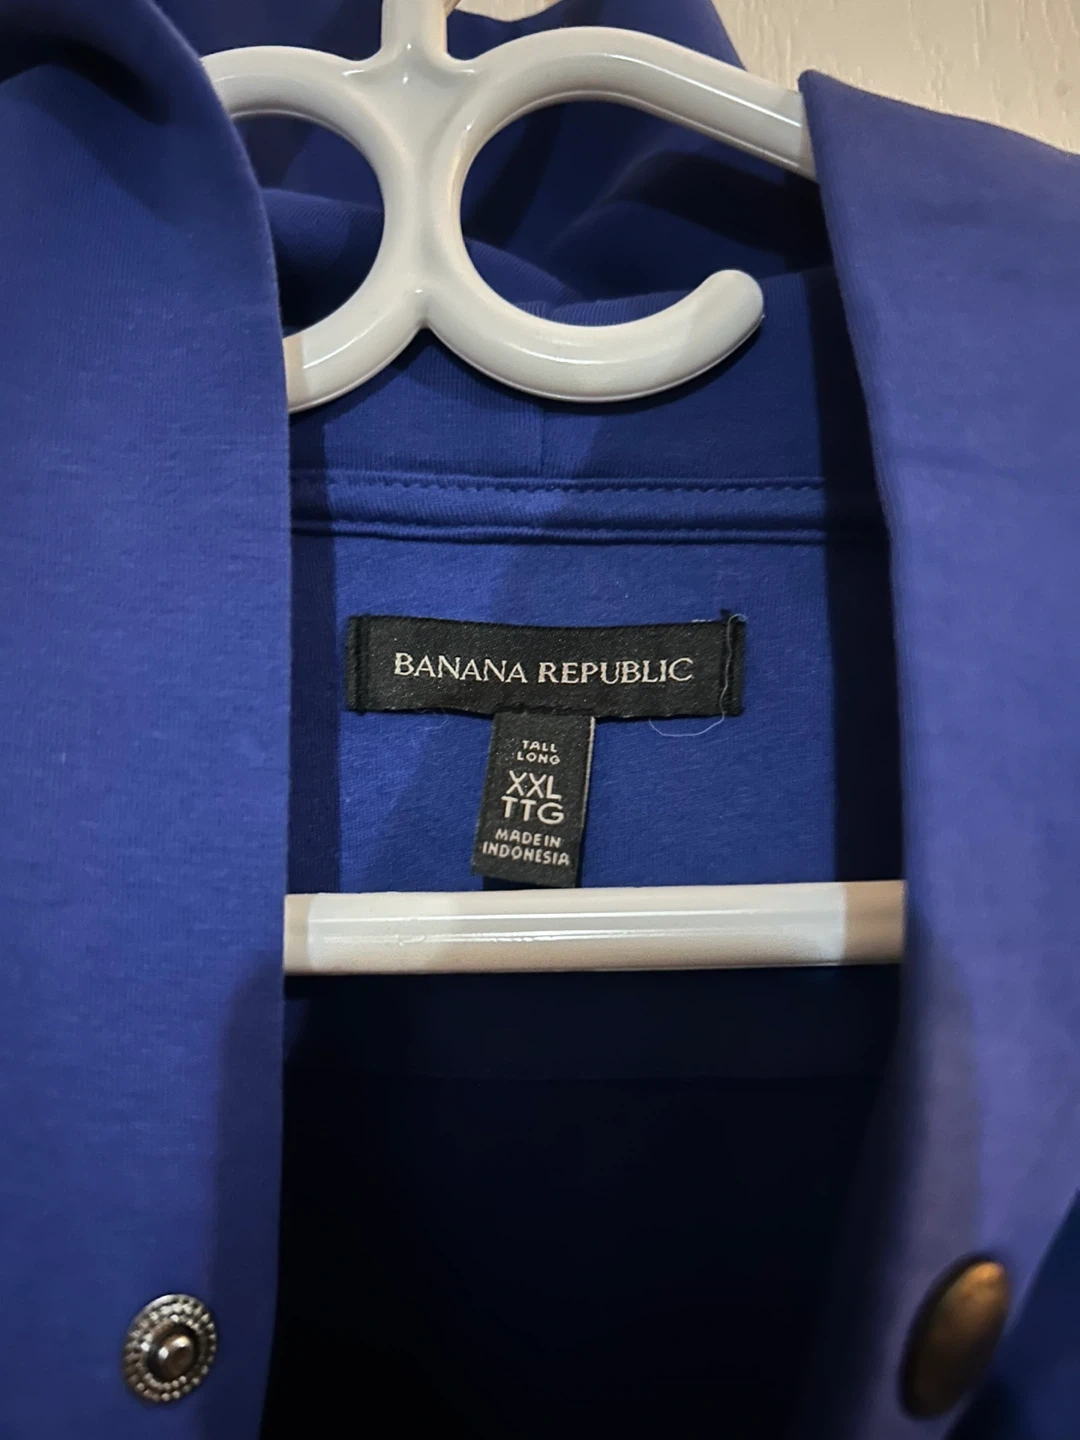 BANANA REPUBLIC
TALL
LONG
XXL
TTG
MADE IN
INDONESIA